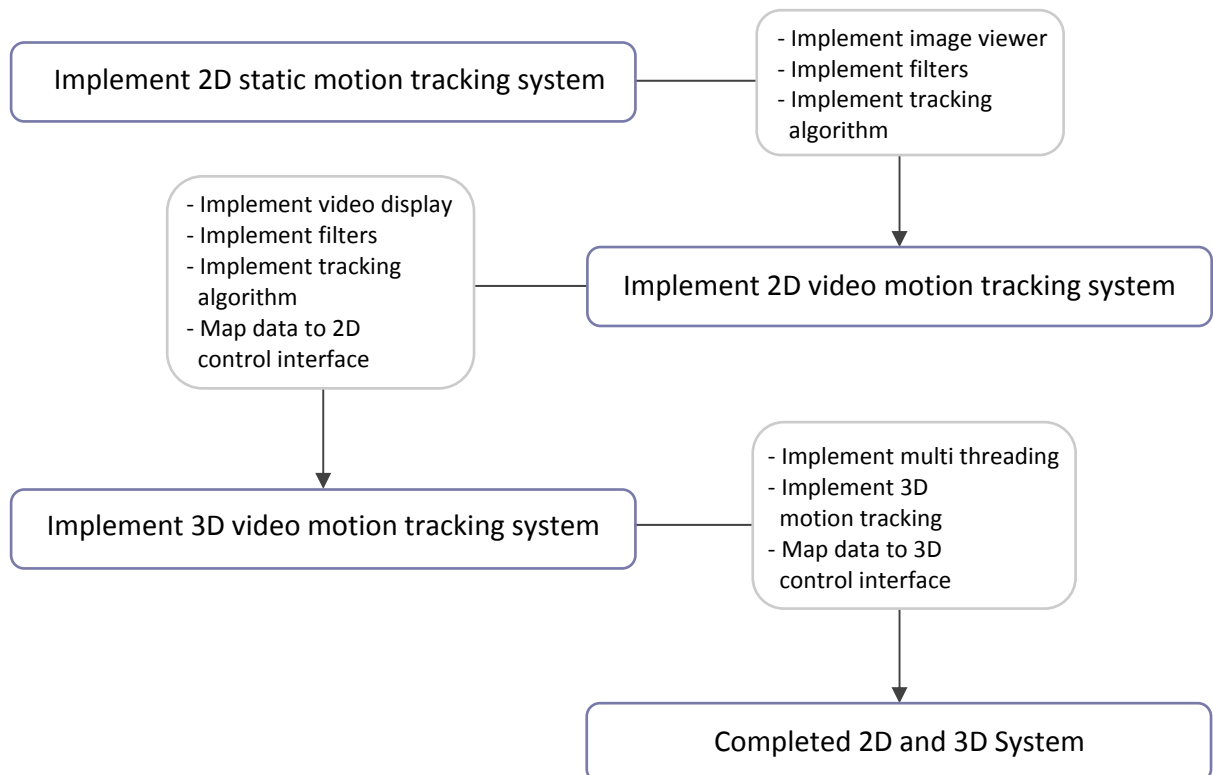 Implement 2D static motion tracking system
- Implement image viewer
- Implement filters
- Implement tracking
algorithm
Implement 2D video motion tracking system
- Implement video display
- Implement filters
- Implement tracking
algorithm
- Map data to 2D
control interface
Implement 3D video motion tracking system
- Implement multi threading
- Implement 3D
motion tracking
- Map data to 3D
control interface
Completed 2D and 3D System